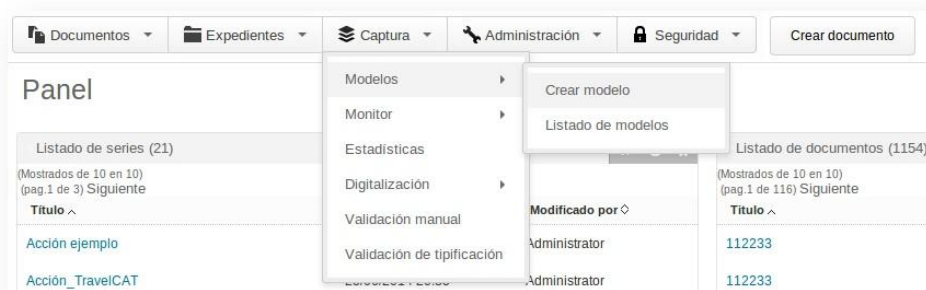 Documentos Expedientes Captura Administración Seguridad Crear documento
Panel
Modelos
Monitor
Estadísticas
Digitalización
Validación manual
Validación de tipificación
Crear modelo
Listado de modelos
Listado de series (21)
(Mostrados de 10 en 10)
(pag.1 de 3) Siguiente
Título
Modificado por
Acción ejemplo
Administrator
Acción_TravelCAT
Administrator
Listado de documentos (1154)
(Mostrados de 10 en 10)
(pag.1 de 116) Siguiente
Titulo
112233
112233